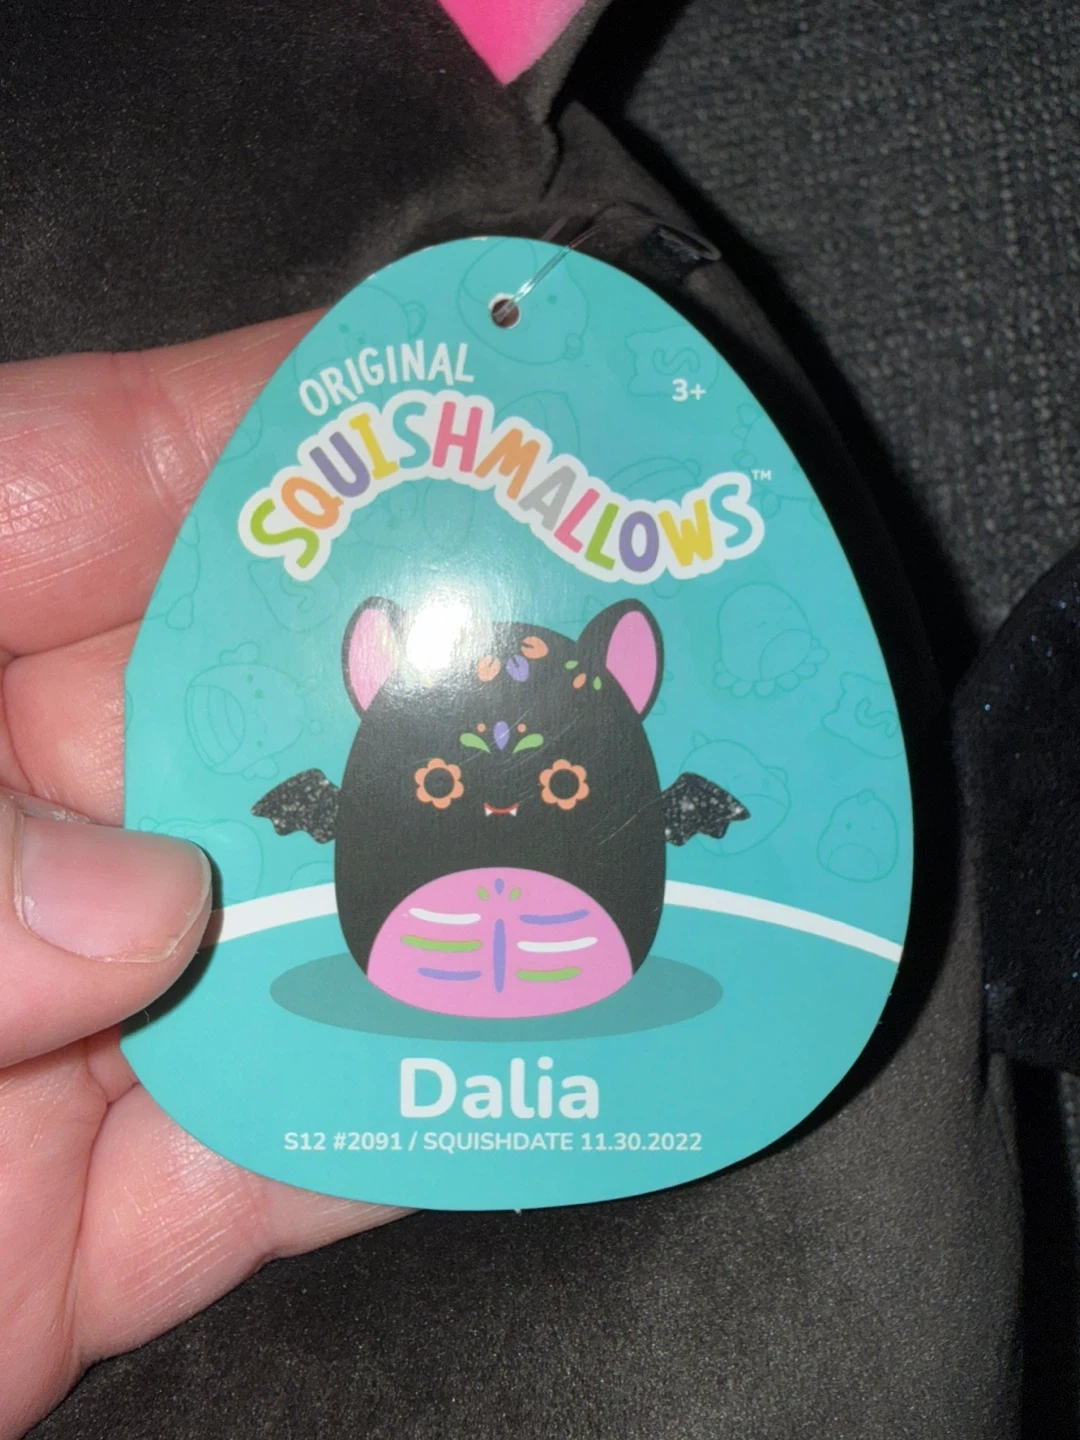 ORIGINAL
3+
SQUISHMALLOWS™
Dalia
S12 #2091 / SQUISHDATE 11.30.2022